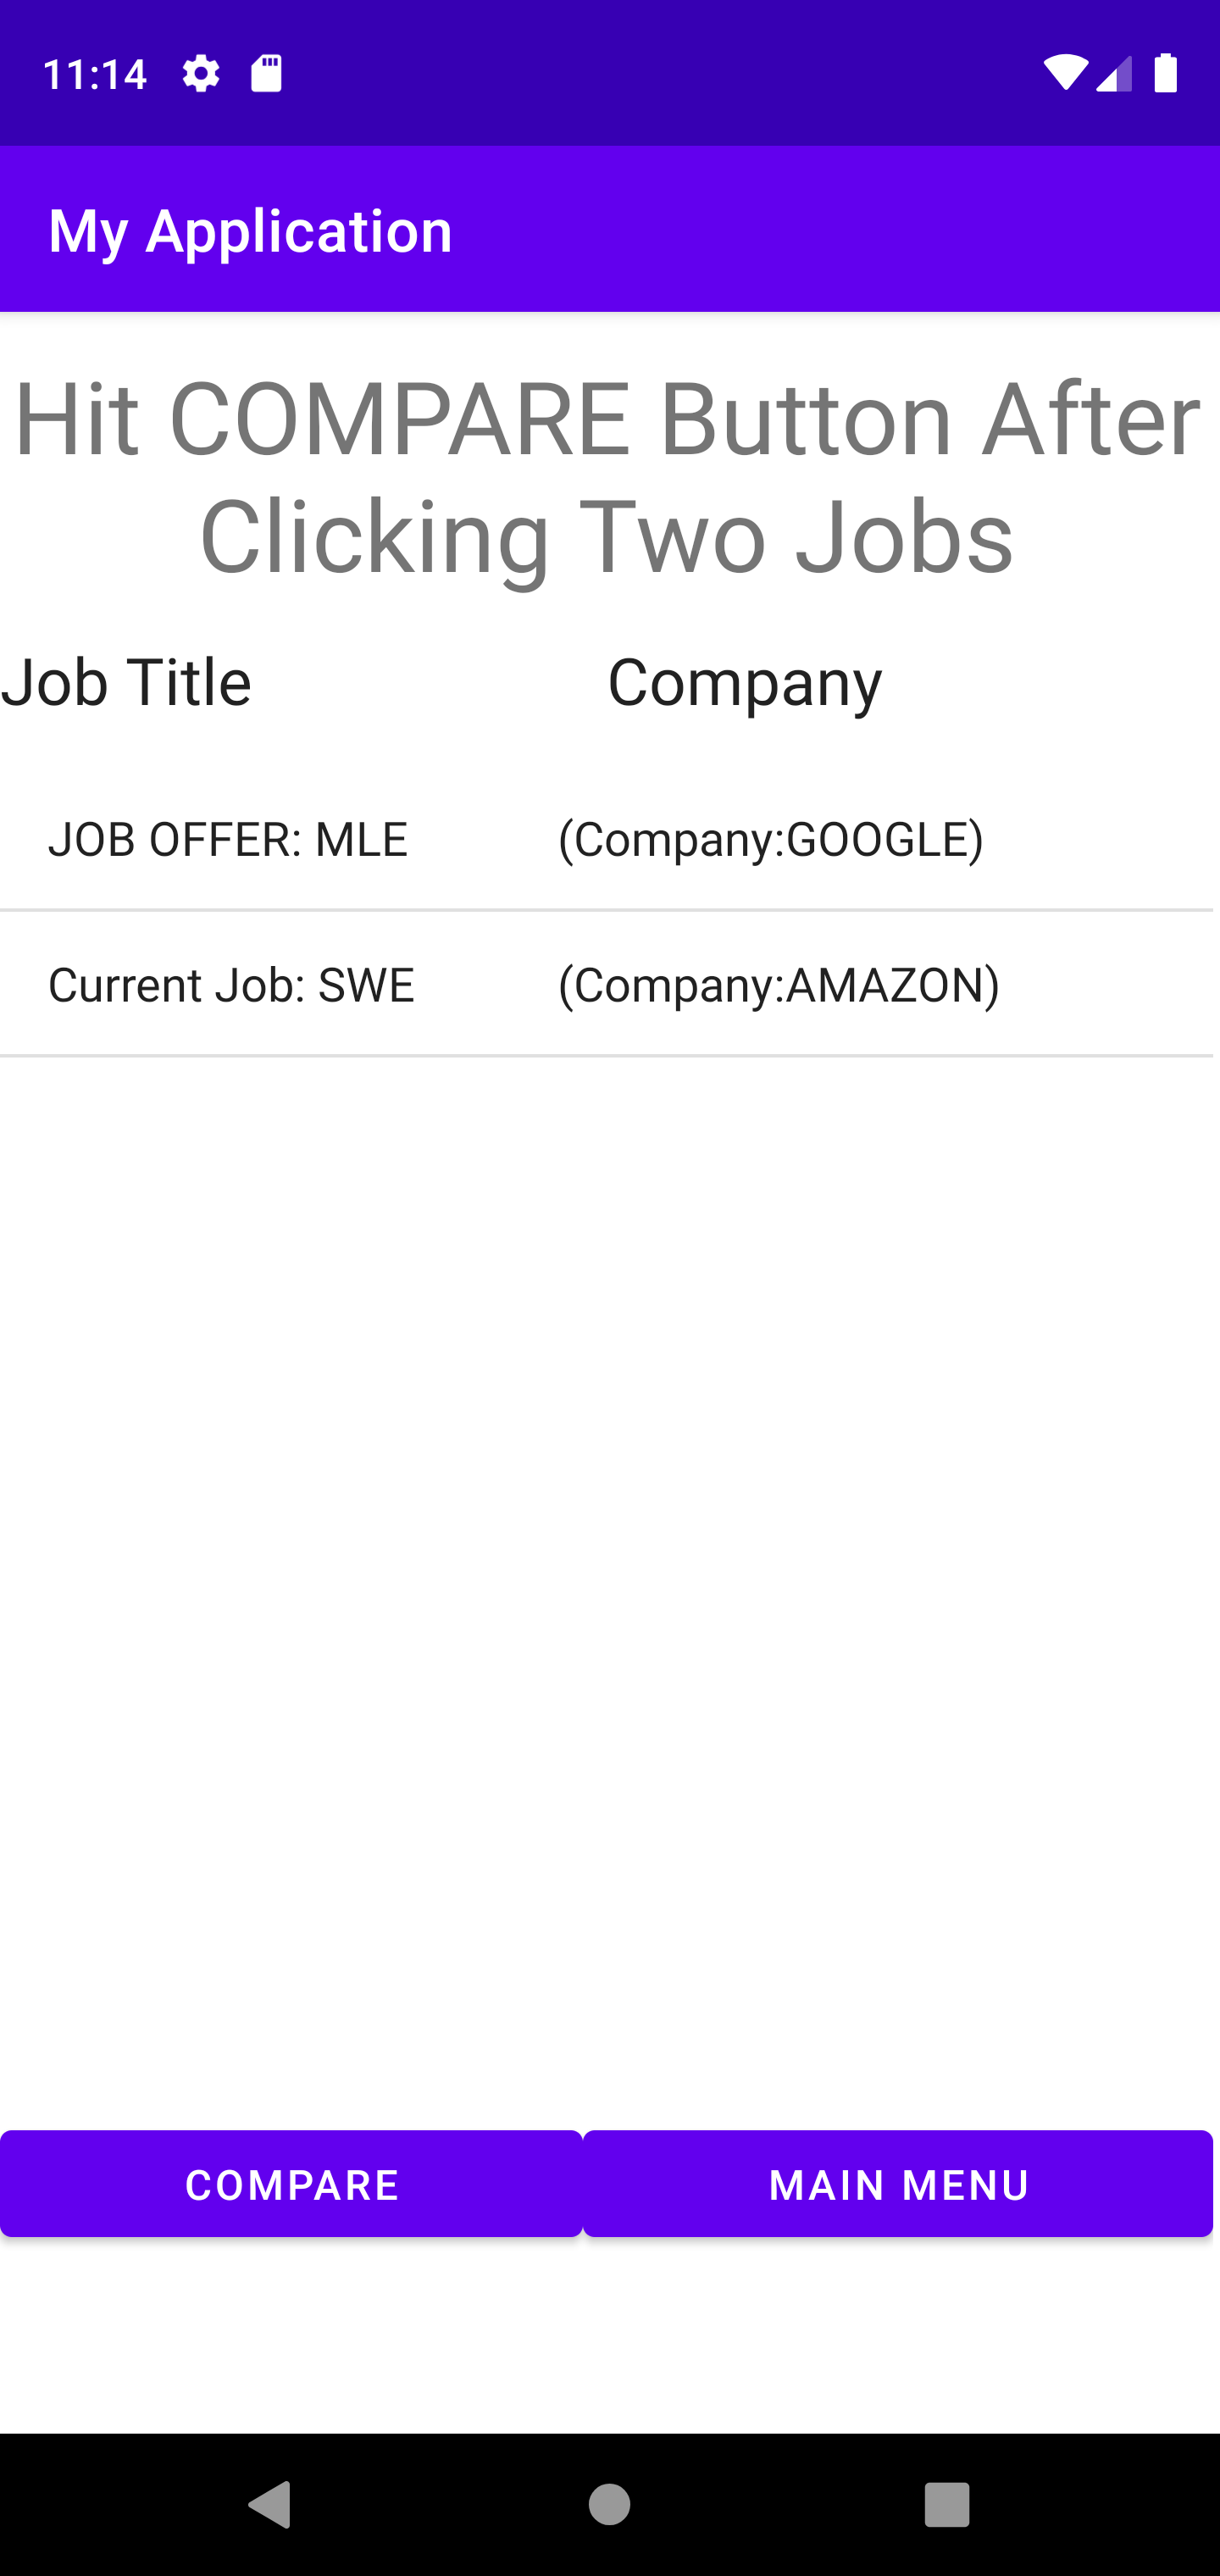 11:14
My Application
Hit COMPARE Button After
Clicking Two Jobs
Job Title Company
JOB OFFER: MLE (Company:GOOGLE)
Current Job: SWE (Company:AMAZON)
COMPARE MAIN MENU